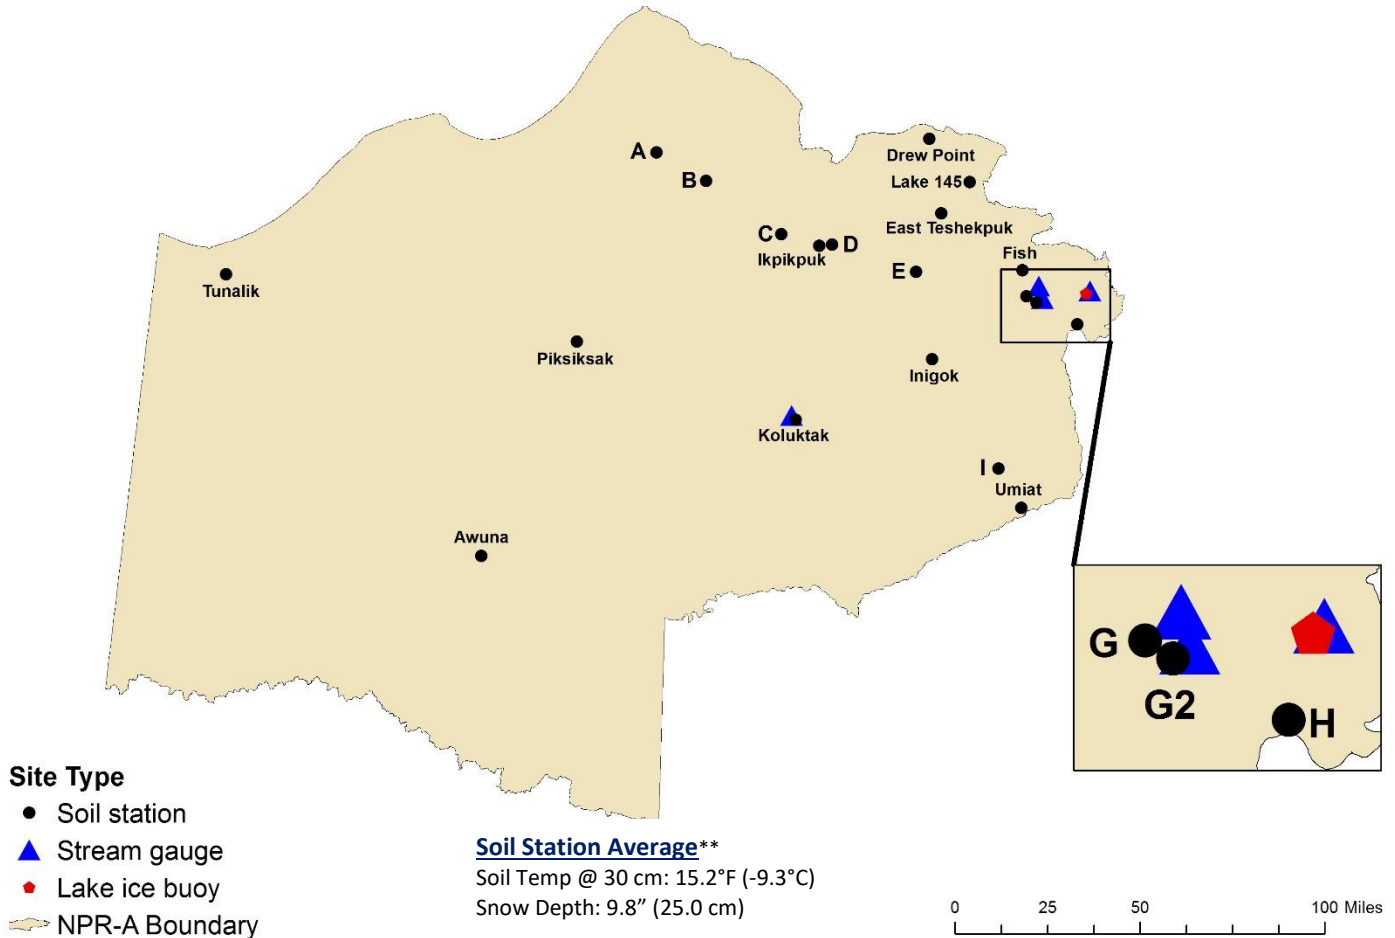 A
B
Drew Point
Lake 145
East Teshekpuk
C
D
Ikpikpuk
Fish
E
Tunalik
Piksiksak
Inigok
Koluktak
I
Umiat
Awuna
G
G2
H
Site Type
Soil station
Stream gauge
Lake ice buoy
NPR-A Boundary
Soil Station Average**
Soil Temp @ 30 cm: 15.2°F (-9.3°C)
Snow Depth: 9.8” (25.0 cm)
0 25 50 100 Miles